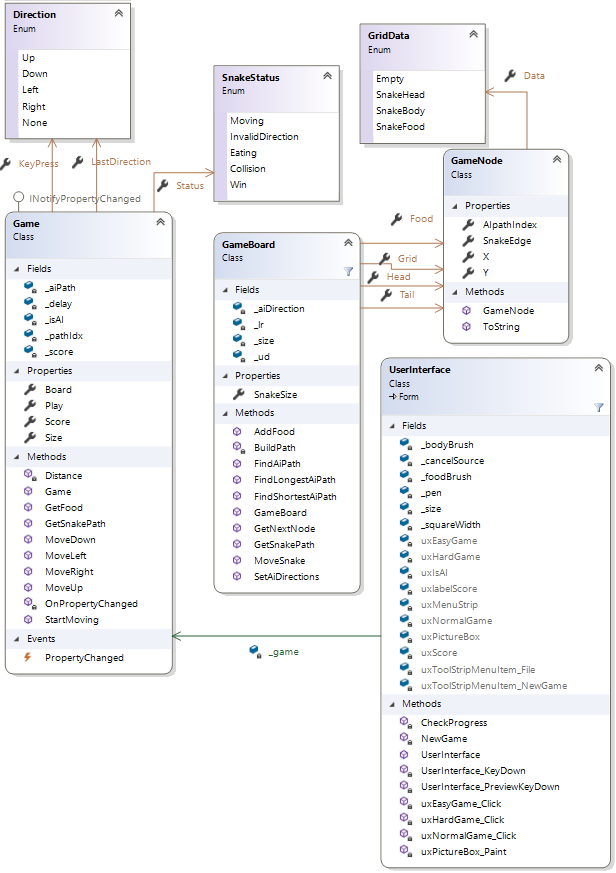 Direction
Enum
Up
Down
Left
Right
None
KeyPress
LastDirection
INotifyPropertyChanged
SnakeStatus
Enum
Moving
InvalidDirection
Eating
Collision
Win
Status
GridData
Enum
Empty
SnakeHead
SnakeBody
SnakeFood
Data
GameNode
Class
Properties
AIpathIndex
SnakeEdge
X
Y
Methods
GameNode
ToString
Food
Grid
Head
Tail
Game
Class
Fields
_aiPath
_delay
_isAI
_pathIdx
_score
Properties
Board
Play
Score
Size
Methods
Distance
Game
GetFood
GetSnakePath
MoveDown
MoveLeft
MoveRight
MoveUp
OnPropertyChanged
StartMoving
Events
PropertyChanged
GameBoard
Class
Fields
_aiDirection
_lr
_size
_ud
Properties
SnakeSize
Methods
AddFood
BuildPath
FindAiPath
FindLongestAiPath
FindShortestAiPath
GameBoard
GetNextNode
GetSnakePath
MoveSnake
SetAiDirections
_game
UserInterface
Class
Form
Fields
_bodyBrush
_cancelSource
_foodBrush
_pen
_size
_squareWidth
uxEasyGame
uxHardGame
uxIsAI
uxlabelScore
uxMenuStrip
uxNormalGame
uxPictureBox
uxScore
uxToolStripMenuItem_File
uxToolStripMenuItem_NewGame
Methods
CheckProgress
NewGame
UserInterface
UserInterface_KeyDown
UserInterface_PreviewKeyDown
uxEasyGame_Click
uxHardGame_Click
uxNormalGame_Click
uxPictureBox_Paint